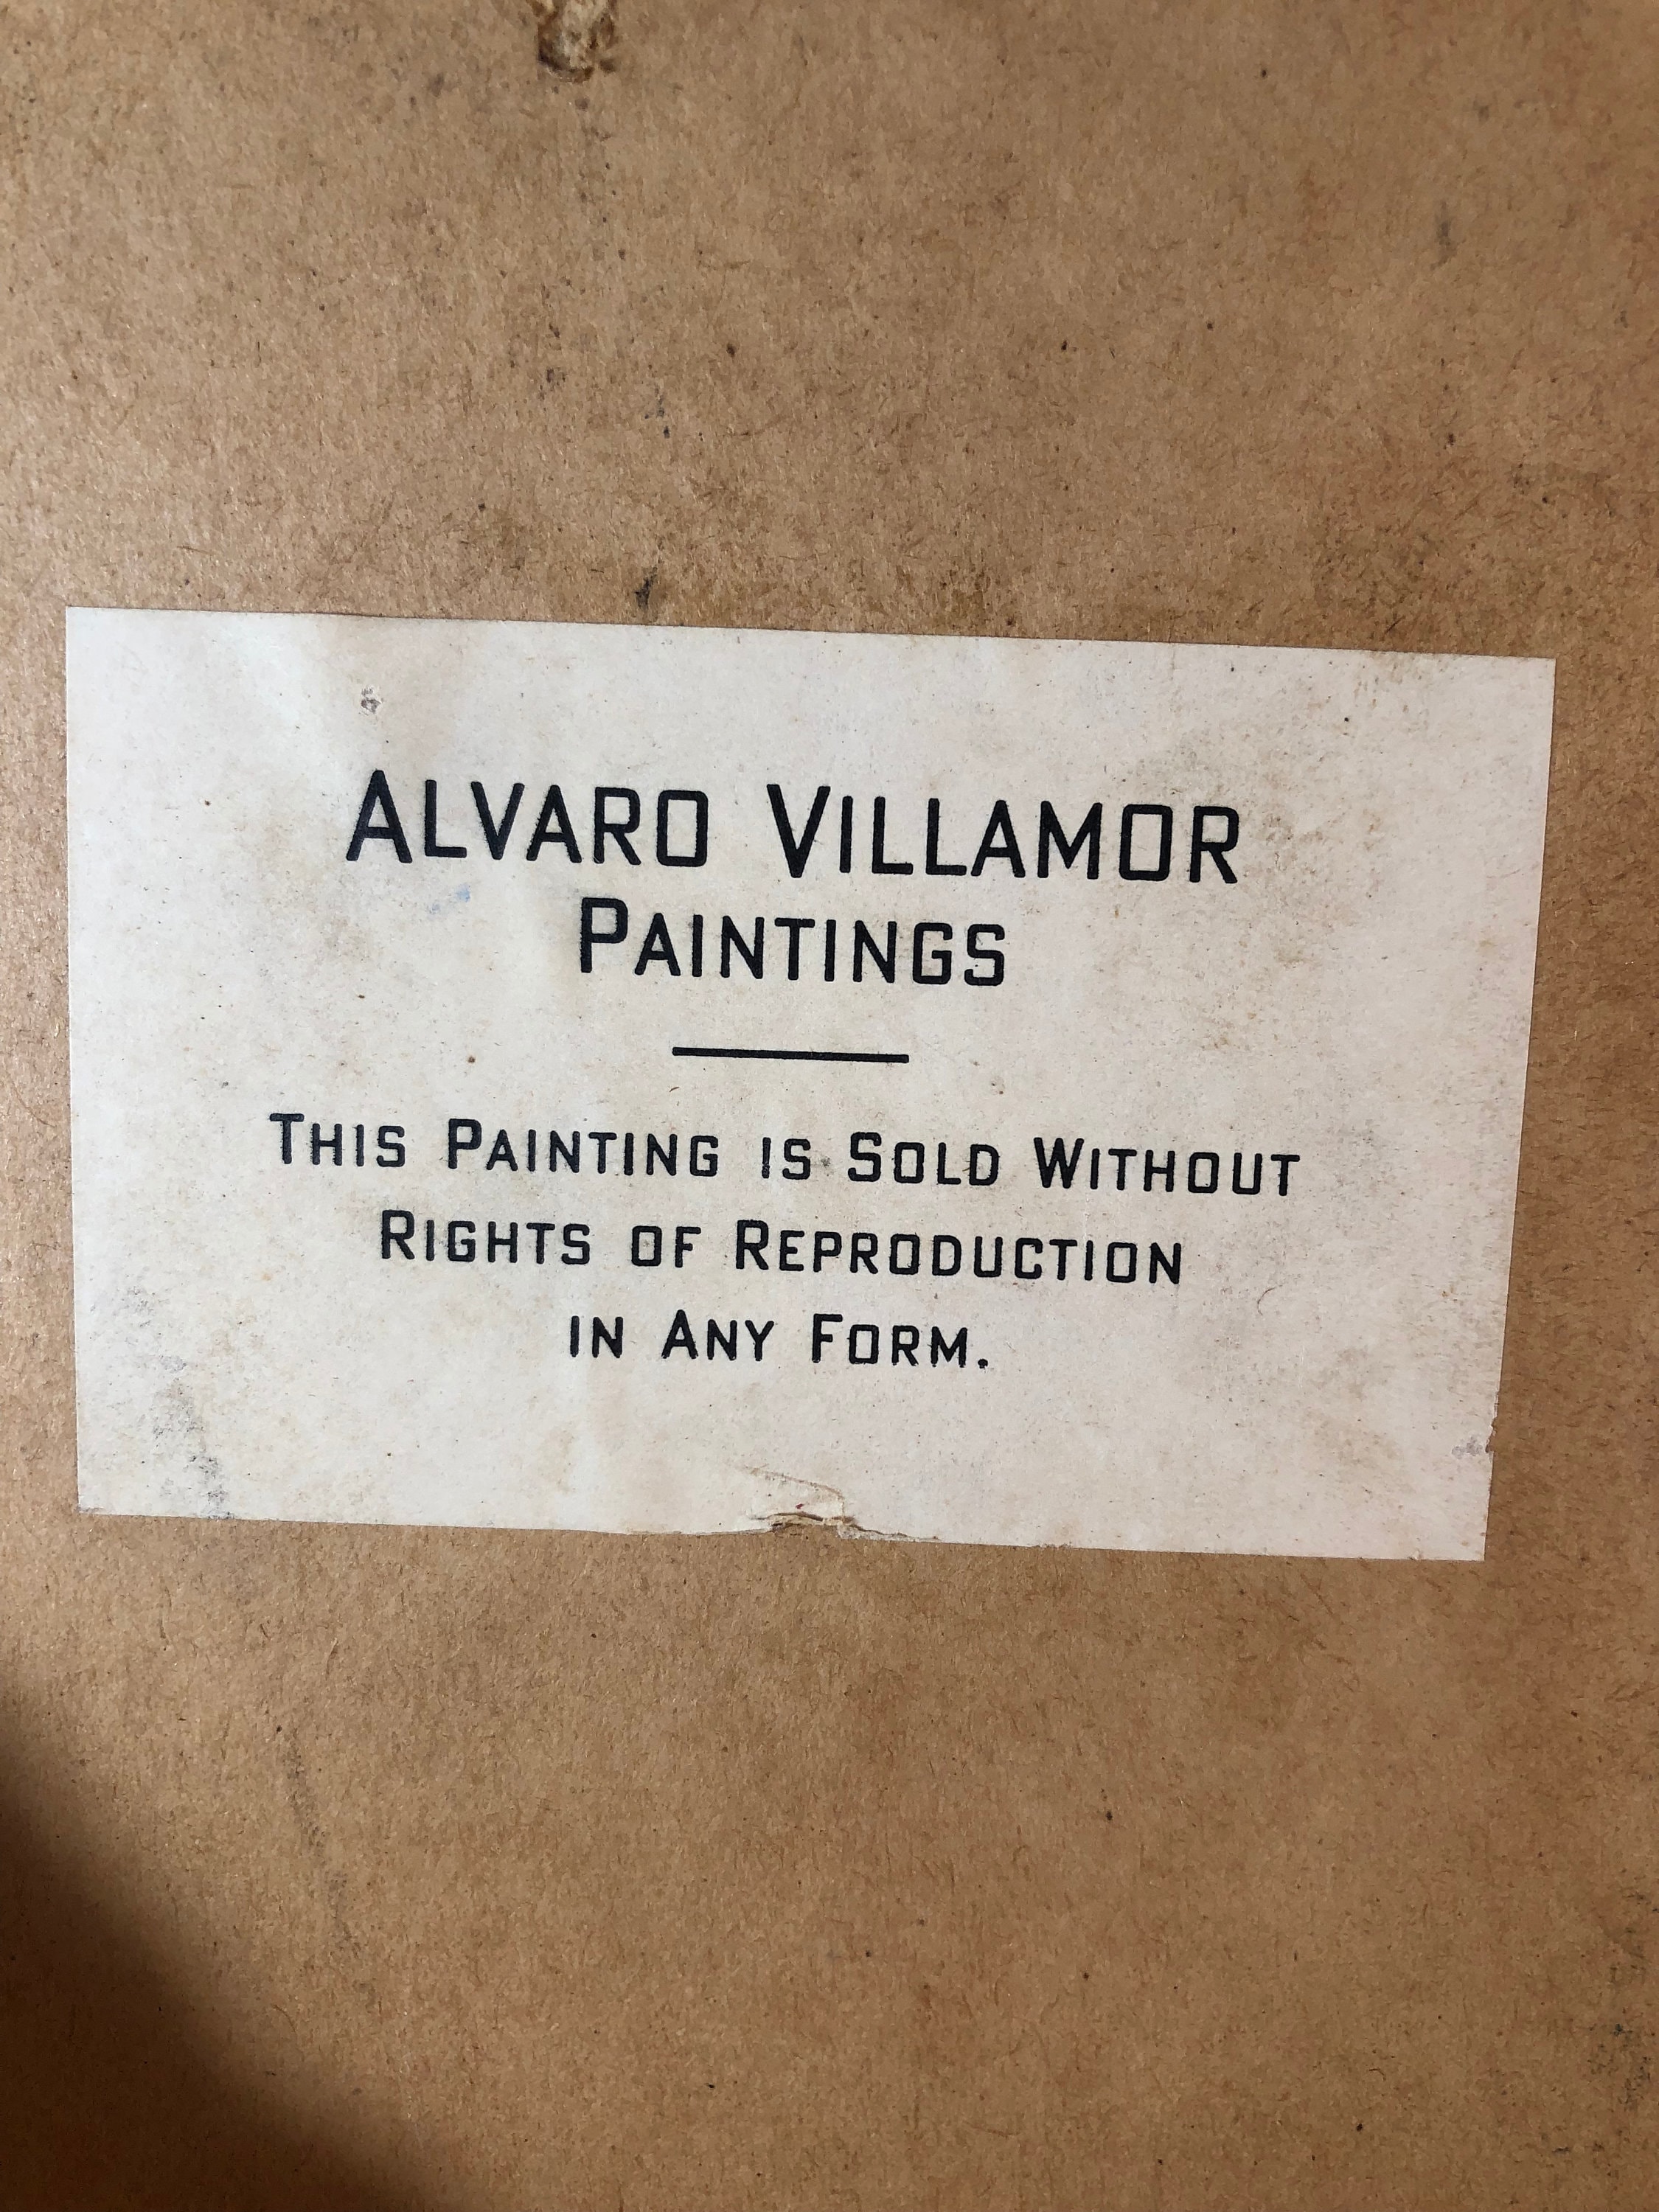 ALVARO VILLAMOR
PAINTINGS
THIS PAINTING IS SOLD WITHOUT
RIGHTS OF REPRODUCTION
IN ANY FORM.